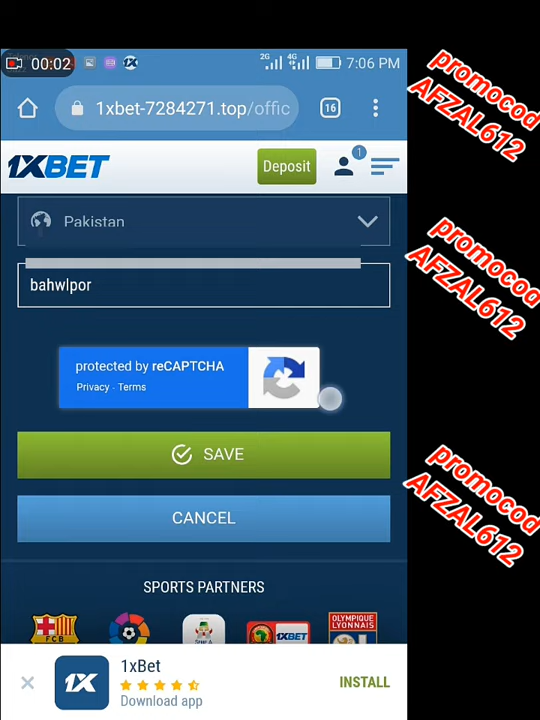 00:02
2G
4G
7:06 PM
1xbet-7284271.top/offic
16
1XBET
Deposit
1
Pakistan
bahwlpor
protected by reCAPTCHA
Privacy - Terms
SAVE
CANCEL
SPORTS PARTNERS
FCB
1XBET
OLYMPIQUE
LYONNAIS
1X
1xBet
Download app
INSTALL
promocod
AFZAL612
promocod
AFZAL612
promocod
AFZAL612